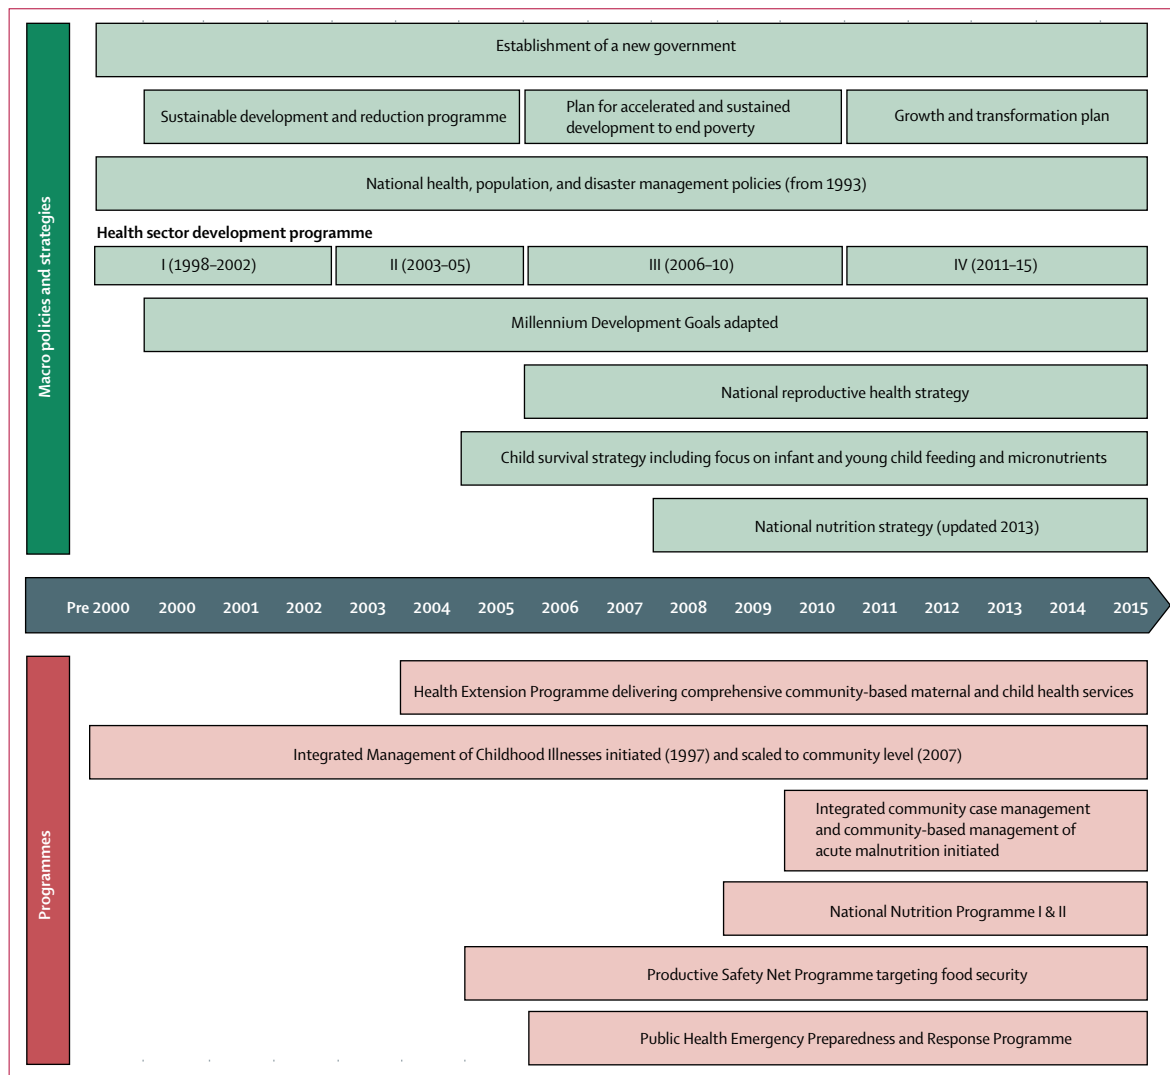 Macro policies and strategies
Establishment of a new government
Sustainable development and reduction programme
Plan for accelerated and sustained
development to end poverty
Growth and transformation plan
National health, population, and disaster management policies (from 1993)
Health sector development programme
I (1998–2002)
II (2003–05)
III (2006–10)
IV (2011–15)
Millennium Development Goals adapted
National reproductive health strategy
Child survival strategy including focus on infant and young child feeding and micronutrients
National nutrition strategy (updated 2013)
Pre 2000 2000 2001 2002 2003 2004 2005 2006 2007 2008 2009 2010 2011 2012 2013 2014 2015
Programmes
Health Extension Programme delivering comprehensive community-based maternal and child health services
Integrated Management of Childhood Illnesses initiated (1997) and scaled to community level (2007)
Integrated community case management
and community-based management of
acute malnutrition initiated
National Nutrition Programme I & II
Productive Safety Net Programme targeting food security
Public Health Emergency Preparedness and Response Programme